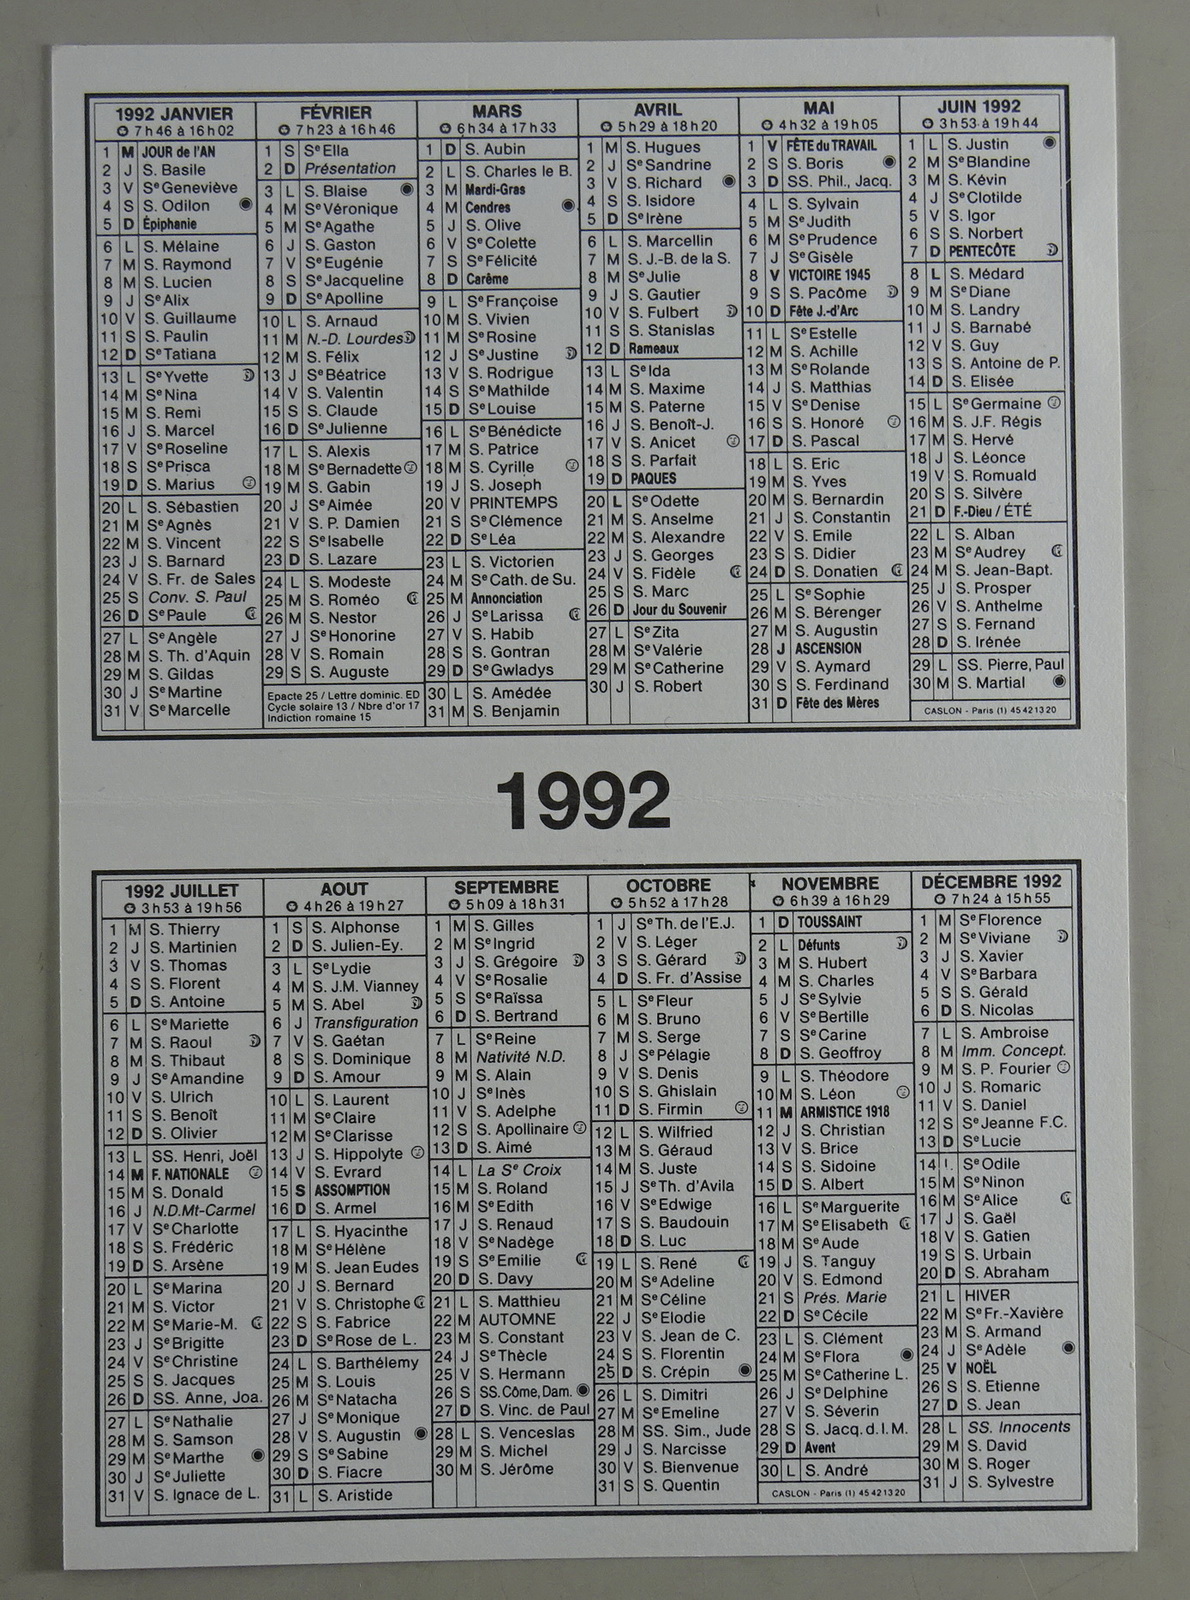 1992 JANVIER
7 h 46 à 16 h 02
1 M JOUR de l'AN
2 J S. Basile
3 V Sᵉ Geneviève
4 S S. Odilon
5 D Épiphanie
6 L S. Mélaine
7 M S. Raymond
8 M S. Lucien
9 J Sᵉ Alix
10 V S. Guillaume
11 S S. Paulin
12 D Sᵉ Tatiana
13 L Sᵉ Yvette
14 M Sᵉ Nina
15 M S. Remi
16 J S. Marcel
17 V Sᵉ Roseline
18 S Sᵉ Prisca
19 D S. Marius
20 L S. Sébastien
21 M Sᵉ Agnès
22 M S. Vincent
23 J S. Barnard
24 V S. Fr. de Sales
25 S Conv. S. Paul
26 D Sᵉ Paule
27 L Sᵉ Angèle
28 M S. Th. d'Aquin
29 M S. Gildas
30 J Sᵉ Martine
31 V Sᵉ Marcelle
FÉVRIER
7 h 23 à 16 h 46
1 S Sᵉ Ella
2 D Présentation
3 L S. Blaise
4 M Sᵉ Véronique
5 M Sᵉ Agathe
6 J S. Gaston
7 V Sᵉ Eugénie
8 S Sᵉ Jacqueline
9 D Sᵉ Apolline
10 L S. Arnaud
11 M N.-D. Lourdes
12 M S. Félix
13 J Sᵉ Béatrice
14 V S. Valentin
15 S S. Claude
16 D Sᵉ Julienne
17 L S. Alexis
18 M Sᵉ Bernadette
19 M S. Gabin
20 J Sᵉ Aimée
21 V S. P. Damien
22 S Sᵉ Isabelle
23 D S. Lazare
24 L S. Modeste
25 M S. Roméo
26 M S. Nestor
27 J Sᵉ Honorine
28 V S. Romain
29 S S. Auguste
Epacte 25 / Lettre dominic. ED
Cycle solaire 13 / Nbre d'or 17
Indiction romaine 15
MARS
6 h 34 à 17 h 33
1 D S. Aubin
2 L S. Charles le B.
3 M Mardi-Gras
4 M Cendres
5 J S. Olive
6 V Sᵉ Colette
7 S Sᵉ Félicité
8 D Carême
9 L Sᵉ Françoise
10 M S. Vivien
11 M Sᵉ Rosine
12 J Sᵉ Justine
13 V S. Rodrigue
14 S Sᵉ Mathilde
15 D Sᵉ Louise
16 L Sᵉ Bénédicte
17 M S. Patrice
18 M S. Cyrille
19 J S. Joseph
20 V PRINTEMPS
21 S Sᵉ Clémence
22 D Sᵉ Léa
23 L S. Victorien
24 M Sᵉ Cath. de Su.
25 M Annonciation
26 J Sᵉ Larissa
27 V S. Habib
28 S S. Gontran
29 D Sᵉ Gwladys
30 L S. Amédée
31 M S. Benjamin
AVRIL
5 h 29 à 18 h 20
1 M S. Hugues
2 J Sᵉ Sandrine
3 V S. Richard
4 S S. Isidore
5 D Sᵉ Irène
6 L S. Marcellin
7 M S. J.-B. de la S.
8 M Sᵉ Julie
9 J S. Gautier
10 V S. Fulbert
11 S S. Stanislas
12 D Rameaux
13 L Sᵉ Ida
14 M S. Maxime
15 M S. Paterne
16 J S. Benoît-J.
17 V S. Anicet
18 S S. Parfait
19 D PAQUES
20 L Sᵉ Odette
21 M S. Anselme
22 M S. Alexandre
23 J S. Georges
24 V S. Fidèle
25 S S. Marc
26 D Jour du Souvenir
27 L Sᵉ Zita
28 M Sᵉ Valérie
29 M Sᵉ Catherine
30 J S. Robert
MAI
4 h 32 à 19 h 05
1 V FÊTE du TRAVAIL
2 S S. Boris
3 D SS. Phil., Jacq.
4 L S. Sylvain
5 M Sᵉ Judith
6 M Sᵉ Prudence
7 J Sᵉ Gisèle
8 V VICTOIRE 1945
9 S S. Pacôme
10 D Fête J.-d'Arc
11 L Sᵉ Estelle
12 M S. Achille
13 M Sᵉ Rolande
14 J S. Matthias
15 V Sᵉ Denise
16 S S. Honoré
17 D S. Pascal
18 L S. Eric
19 M S. Yves
20 M S. Bernardin
21 J S. Constantin
22 V S. Emile
23 S S. Didier
24 D S. Donatien
25 L Sᵉ Sophie
26 M S. Bérenger
27 M S. Augustin
28 J ASCENSION
29 V S. Aymard
30 S S. Ferdinand
31 D Fête des Mères
JUIN 1992
3 h 53 à 19 h 44
1 L S. Justin
2 M Sᵉ Blandine
3 M S. Kévin
4 J Sᵉ Clotilde
5 V S. Igor
6 S S. Norbert
7 D PENTECÔTE
8 L S. Médard
9 M Sᵉ Diane
10 M S. Landry
11 J S. Barnabé
12 V S. Guy
13 S S. Antoine de P.
14 D S. Elisée
15 L Sᵉ Germaine
16 M S. J.F. Régis
17 M S. Hervé
18 J S. Léonce
19 V S. Romuald
20 S S. Silvère
21 D F.-Dieu / ÉTÉ
22 L S. Alban
23 M Sᵉ Audrey
24 M S. Jean-Bapt.
25 J S. Prosper
26 V S. Anthelme
27 S S. Fernand
28 D S. Irénée
29 L SS. Pierre, Paul
30 M S. Martial
CASLON - Paris (1) 45 42 13 20
1992
1992 JUILLET
3 h 53 à 19 h 56
1 M S. Thierry
2 J S. Martinien
3 V S. Thomas
4 S S. Florent
5 D S. Antoine
6 L Sᵉ Mariette
7 M S. Raoul
8 M S. Thibaut
9 J Sᵉ Amandine
10 V S. Ulrich
11 S S. Benoît
12 D S. Olivier
13 L SS. Henri, Joël
14 M F. NATIONALE
15 M S. Donald
16 J N.D.Mt-Carmel
17 V Sᵉ Charlotte
18 S S. Frédéric
19 D S. Arsène
20 L Sᵉ Marina
21 M S. Victor
22 M Sᵉ Marie-M.
23 J Sᵉ Brigitte
24 V Sᵉ Christine
25 S S. Jacques
26 D SS. Anne, Joa.
27 L Sᵉ Nathalie
28 M S. Samson
29 M Sᵉ Marthe
30 J Sᵉ Juliette
31 V S. Ignace de L.
AOUT
4 h 26 à 19 h 27
1 S S. Alphonse
2 D S. Julien-Ey.
3 L Sᵉ Lydie
4 M S. J.M. Vianney
5 M S. Abel
6 J Transfiguration
7 V S. Gaétan
8 S S. Dominique
9 D S. Amour
10 L S. Laurent
11 M Sᵉ Claire
12 M Sᵉ Clarisse
13 J S. Hippolyte
14 V S. Evrard
15 S ASSOMPTION
16 D S. Armel
17 L S. Hyacinthe
18 M Sᵉ Hélène
19 M S. Jean Eudes
20 J S. Bernard
21 V S. Christophe
22 S S. Fabrice
23 D Sᵉ Rose de L.
24 L S. Barthélemy
25 M S. Louis
26 M Sᵉ Natacha
27 J Sᵉ Monique
28 V S. Augustin
29 S Sᵉ Sabine
30 D S. Fiacre
31 L S. Aristide
SEPTEMBRE
5 h 09 à 18 h 31
1 M S. Gilles
2 M Sᵉ Ingrid
3 J S. Grégoire
4 V Sᵉ Rosalie
5 S Sᵉ Raïssa
6 D S. Bertrand
7 L Sᵉ Reine
8 M Nativité N.D.
9 M S. Alain
10 J Sᵉ Inès
11 V S. Adelphe
12 S S. Apollinaire
13 D S. Aimé
14 L La Sᵉ Croix
15 M S. Roland
16 M Sᵉ Edith
17 J S. Renaud
18 V Sᵉ Nadège
19 S Sᵉ Emilie
20 D S. Davy
21 L S. Matthieu
22 M AUTOMNE
23 M S. Constant
24 J Sᵉ Thècle
25 V S. Hermann
26 S SS. Côme, Dam.
27 D S. Vinc. de Paul
28 L S. Venceslas
29 M S. Michel
30 M S. Jérôme
OCTOBRE
5 h 52 à 17 h 28
1 J Sᵉ Th. de l'E.J.
2 V S. Léger
3 S S. Gérard
4 D S. Fr. d'Assise
5 L Sᵉ Fleur
6 M S. Bruno
7 M S. Serge
8 J Sᵉ Pélagie
9 V S. Denis
10 S S. Ghislain
11 D S. Firmin
12 L S. Wilfried
13 M S. Géraud
14 M S. Juste
15 J Sᵉ Th. d'Avila
16 V Sᵉ Edwige
17 S S. Baudouin
18 D S. Luc
19 L S. René
20 M Sᵉ Adeline
21 M Sᵉ Céline
22 J Sᵉ Elodie
23 V S. Jean de C.
24 S S. Florentin
25 D S. Crépin
26 L S. Dimitri
27 M Sᵉ Emeline
28 M SS. Sim., Jude
29 J S. Narcisse
30 V S. Bienvenue
31 S S. Quentin
NOVEMBRE
6 h 39 à 16 h 29
1 D TOUSSAINT
2 L Défunts
3 M S. Hubert
4 M S. Charles
5 J Sᵉ Sylvie
6 V Sᵉ Bertille
7 S Sᵉ Carine
8 D S. Geoffroy
9 L S. Théodore
10 M S. Léon
11 M ARMISTICE 1918
12 J S. Christian
13 V S. Brice
14 S S. Sidoine
15 D S. Albert
16 L Sᵉ Marguerite
17 M Sᵉ Elisabeth
18 M Sᵉ Aude
19 J S. Tanguy
20 V S. Edmond
21 S Prés. Marie
22 D Sᵉ Cécile
23 L S. Clément
24 M Sᵉ Flora
25 M Sᵉ Catherine L.
26 J Sᵉ Delphine
27 V S. Séverin
28 S S. Jacq.d.l.M.
29 D Avent
30 L S. André
CASLON - Paris (1) 45 42 13 20
DÉCEMBRE 1992
7 h 24 à 15 h 55
1 M Sᵉ Florence
2 M Sᵉ Viviane
3 J S. Xavier
4 V Sᵉ Barbara
5 S S. Gérald
6 D S. Nicolas
7 L S. Ambroise
8 M Imm. Concept.
9 M S. P. Fourier
10 J S. Romaric
11 V S. Daniel
12 S Sᵉ Jeanne F.C.
13 D Sᵉ Lucie
14 L Sᵉ Odile
15 M Sᵉ Ninon
16 M Sᵉ Alice
17 J S. Gaël
18 V S. Gatien
19 S S. Urbain
20 D S. Abraham
21 L HIVER
22 M Sᵉ Fr.-Xavière
23 M S. Armand
24 J Sᵉ Adèle
25 V NOËL
26 S S. Etienne
27 D S. Jean
28 L SS. Innocents
29 M S. David
30 M S. Roger
31 J S. Sylvestre